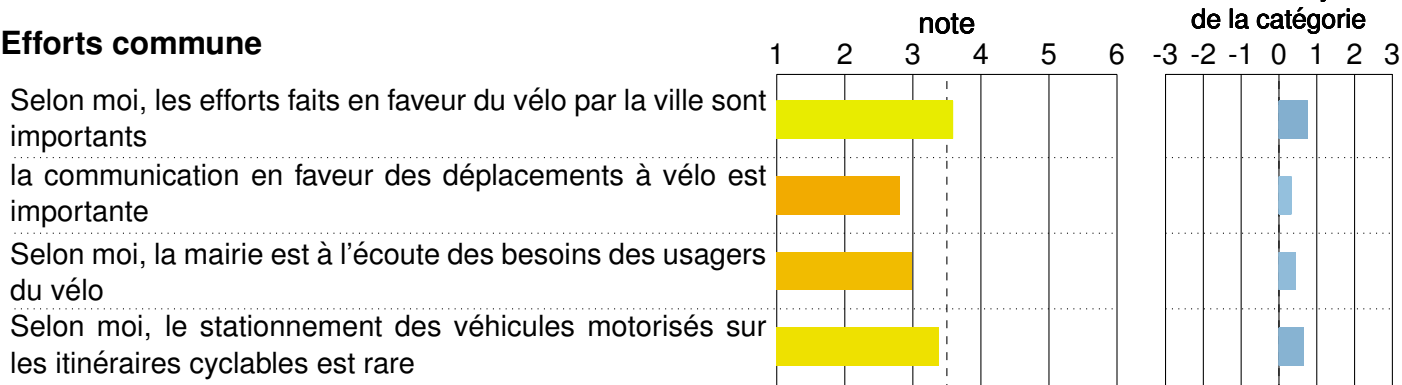 note
de la catégorie
Efforts commune
1 2 3 4 5 6
-3 -2 -1 0 1 2 3
Selon moi, les efforts faits en faveur du vélo par la ville sont
importants
la communication en faveur des déplacements à vélo est
importante
Selon moi, la mairie est à l'écoute des besoins des usagers
du vélo
Selon moi, le stationnement des véhicules motorisés sur
les itinéraires cyclables est rare